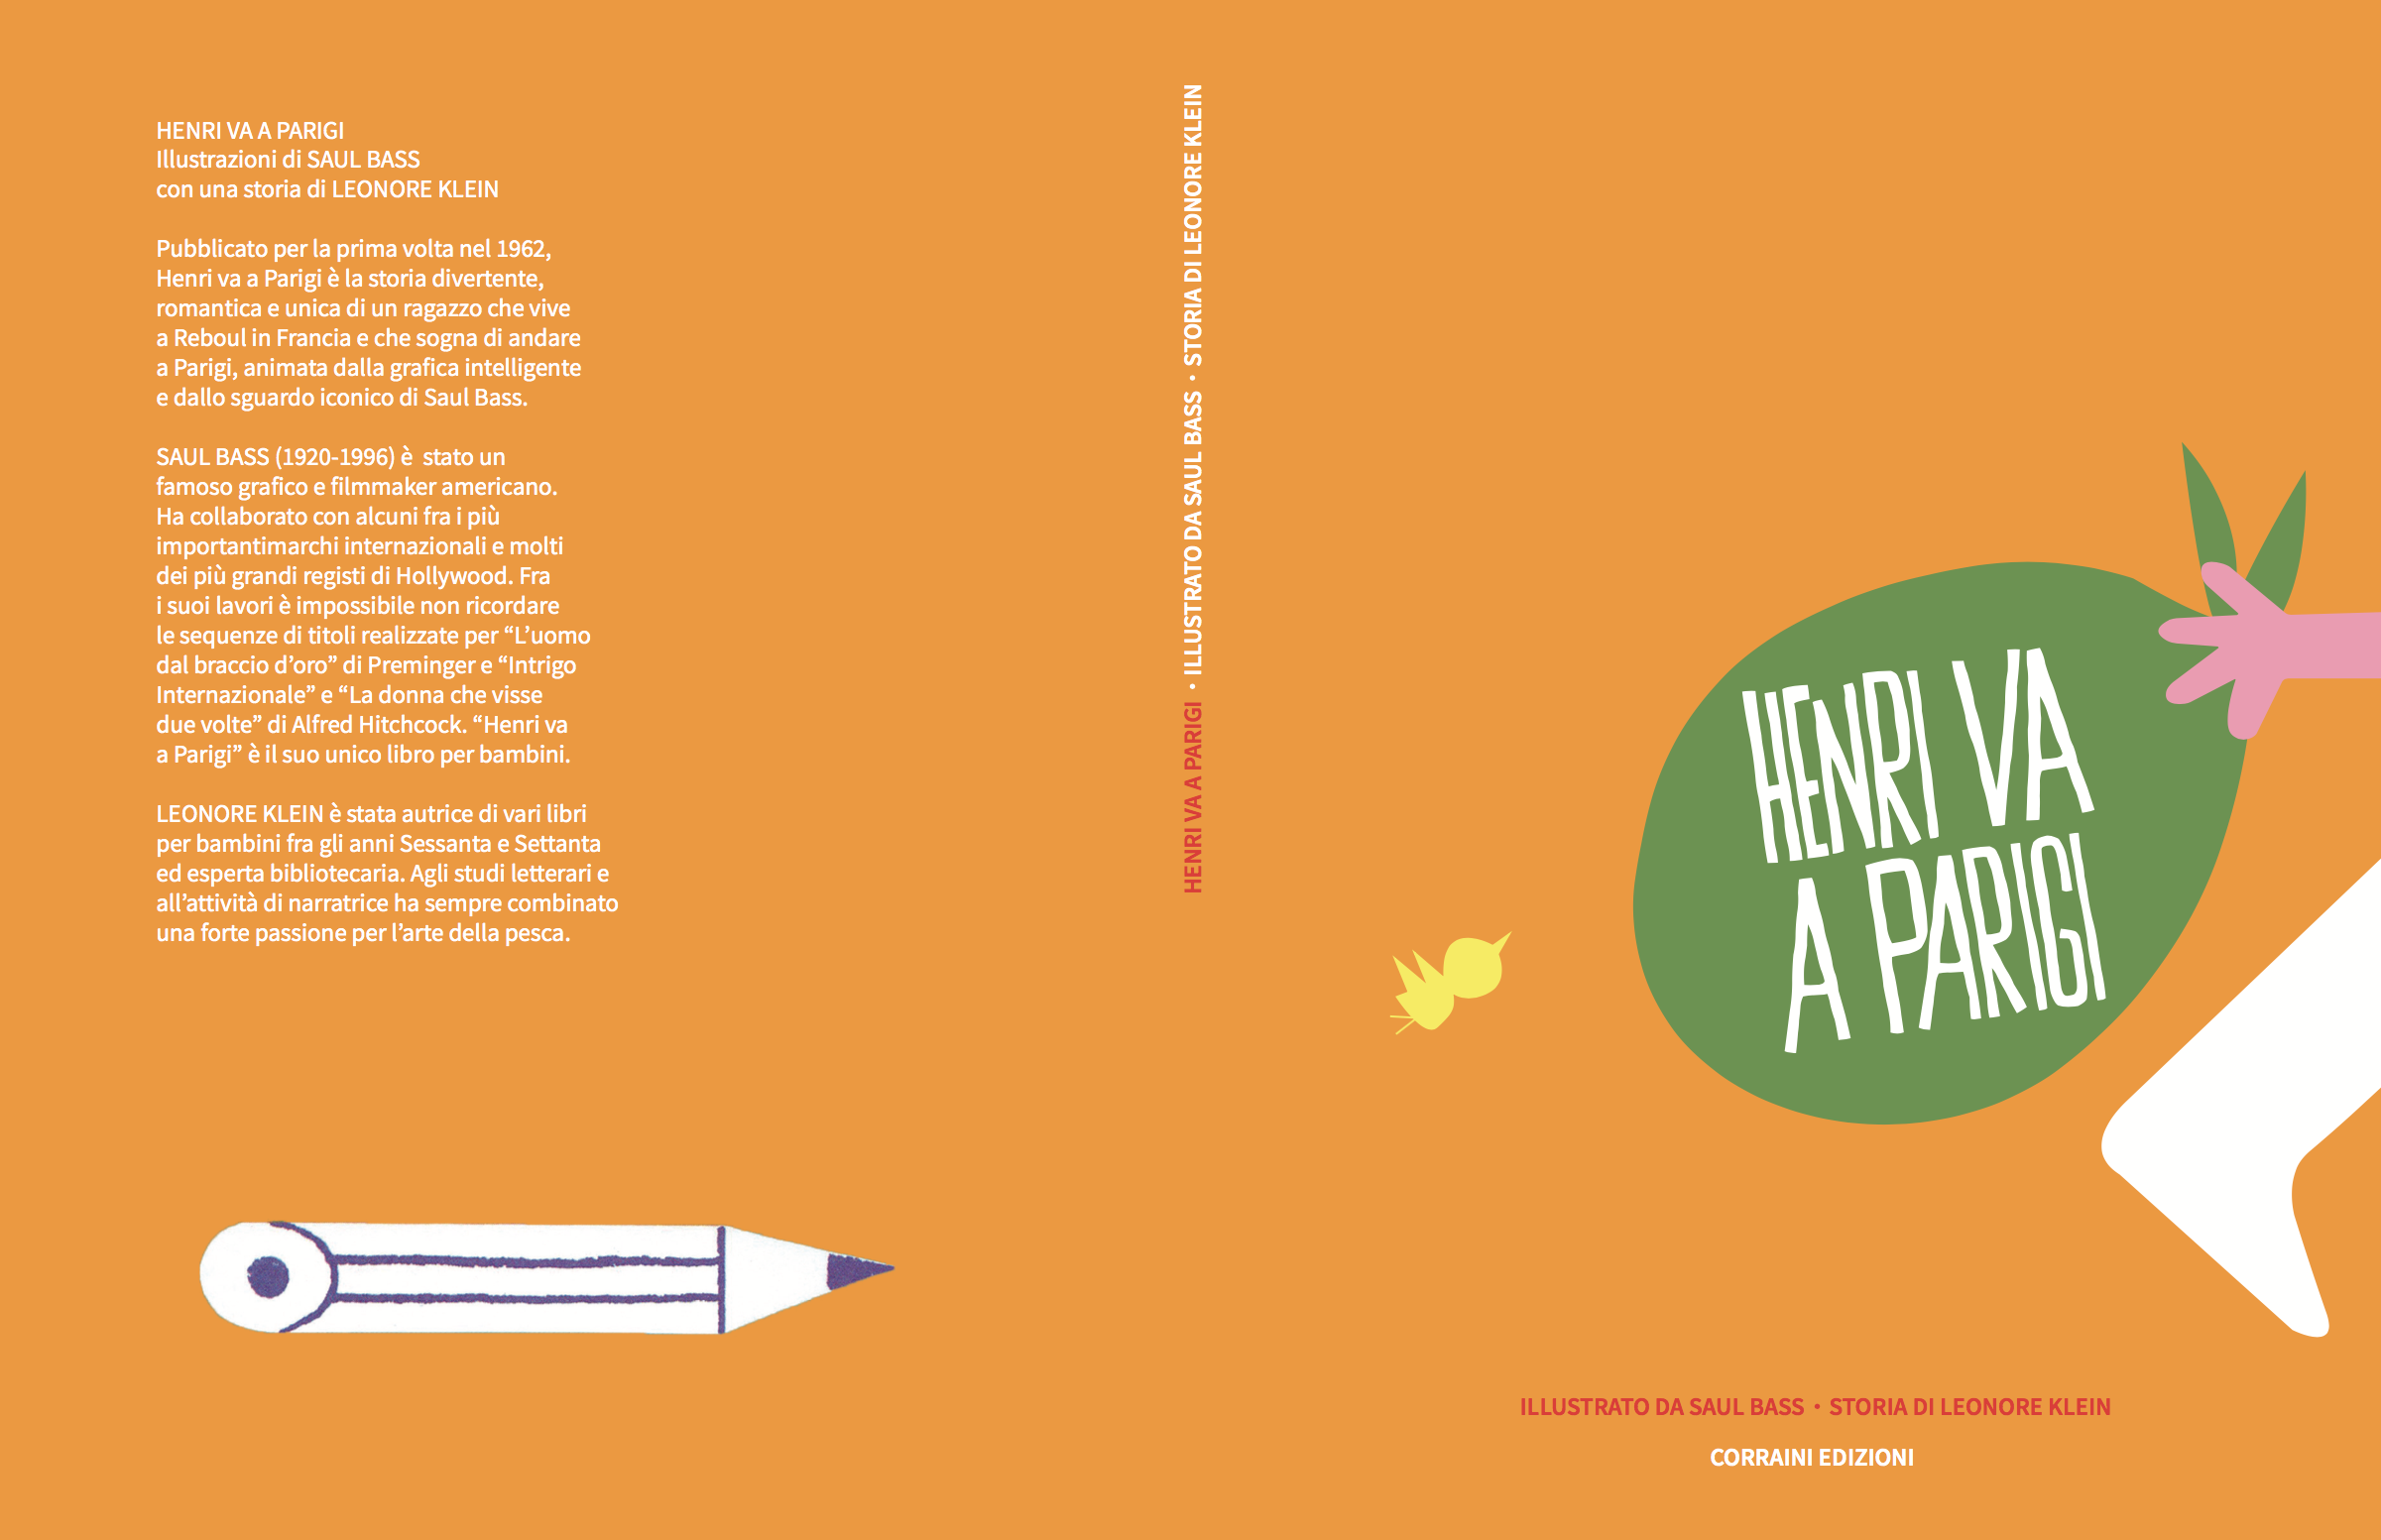 HENRI VA A PARIGI
Illustrazioni di SAUL BASS
con una storia di LEONORE KLEIN
Pubblicato per la prima volta nel 1962,
Henri va a Parigi è la storia divertente,
romantica e unica di un ragazzo che vive
a Reboul in Francia e che sogna di andare
a Parigi, animata dalla grafica intelligente
e dallo sguardo iconico di Saul Bass.
SAUL BASS (1920-1996) è  stato un
famoso grafico e filmmaker americano.
Ha collaborato con alcuni fra i più
importantimarchi internazionali e molti
dei più grandi registi di Hollywood. Fra
i suoi lavori è impossibile non ricordare
le sequenze di titoli realizzate per “L’uomo
dal braccio d’oro” di Preminger e “Intrigo
Internazionale” e “La donna che visse
due volte” di Alfred Hitchcock. “Henri va
a Parigi” è il suo unico libro per bambini.
LEONORE KLEIN è stata autrice di vari libri
per bambini fra gli anni Sessanta e Settanta
ed esperta bibliotecaria. Agli studi letterari e
all’attività di narratrice ha sempre combinato
una forte passione per l’arte della pesca.
HENRI VA A PARIGI • ILLUSTRATO DA SAUL BASS • STORIA DI LEONORE KLEIN
HENRI VA
A PARIGI
ILLUSTRATO DA SAUL BASS • STORIA DI LEONORE KLEIN
CORRAINI EDIZIONI